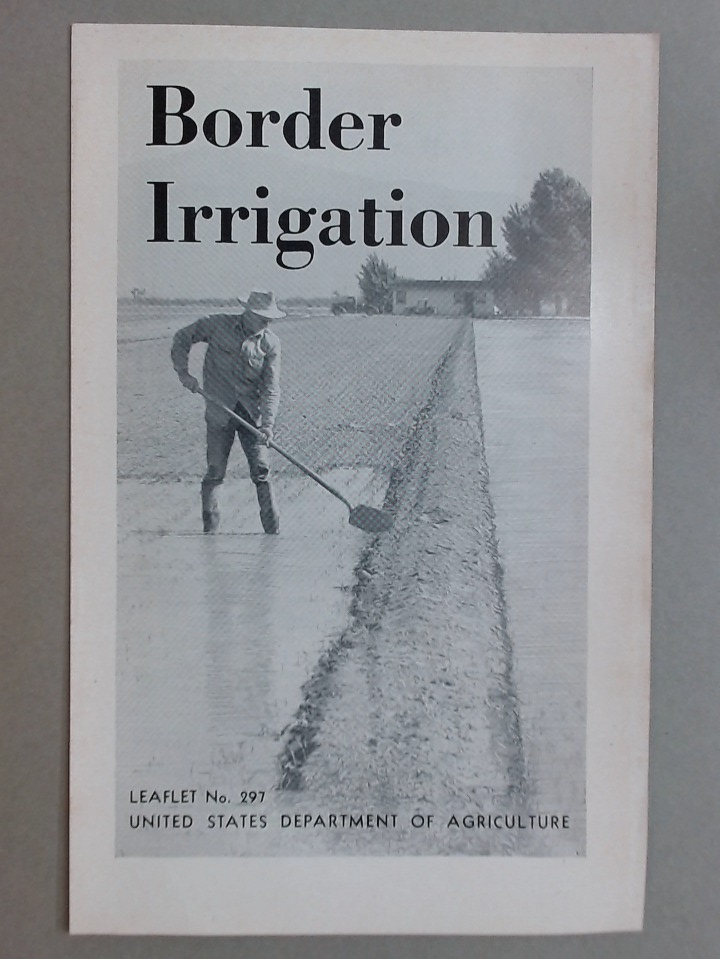 Border
Irrigation
LEAFLET No. 297
UNITED STATES DEPARTMENT OF AGRICULTURE